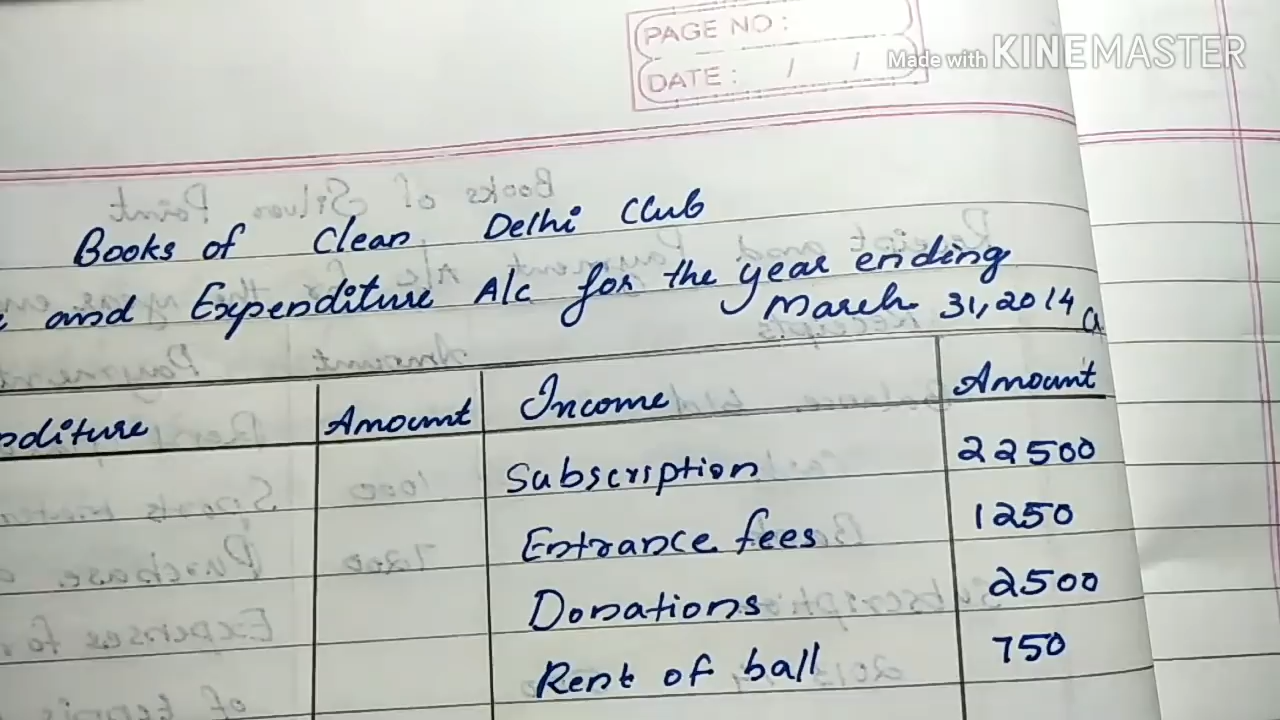 PAGE NO:
DATE: / /
Made with KINEMASTER
Books of Clean Delhi Club
and Expenditure A/c for the year ending
March 31, 2014
nditure Amount Income Amount
Subscription 22500
Entrance fees 1250
Donations 2500
Rent of ball 750